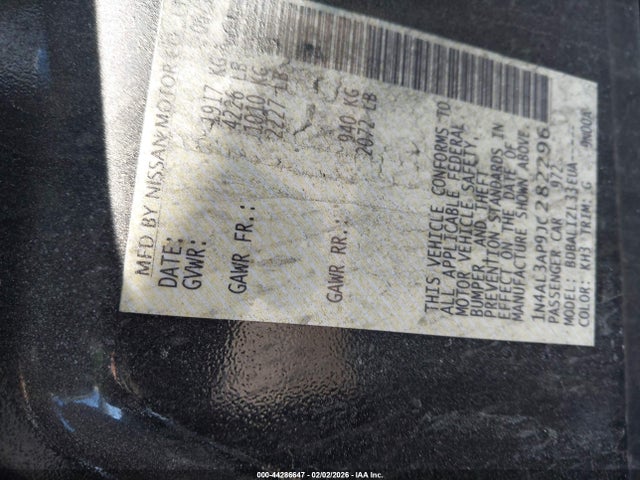 MFD BY NISSAN MOTOR
DATE:
GVWR: 1917 KG
4226 LB
GAWR FR.: 1010 KG
2227 LB
GAWR RR.: 940 KG
2072 LB
THIS VEHICLE CONFORMS TO
ALL APPLICABLE FEDERAL
MOTOR VEHICLE SAFETY,
BUMPER AND THEFT
PREVENTION STANDARDS IN
EFFECT ON THE DATE OF
MANUFACTURE SHOWN ABOVE.
1N4AL3AP9JC282296
PASSENGER CAR 972
MODEL: BDBALIZL33EUA-----
COLOR: KH3 TRIM: G 9N00A
000-44286647 - 02/02/2026 - IAA Inc.